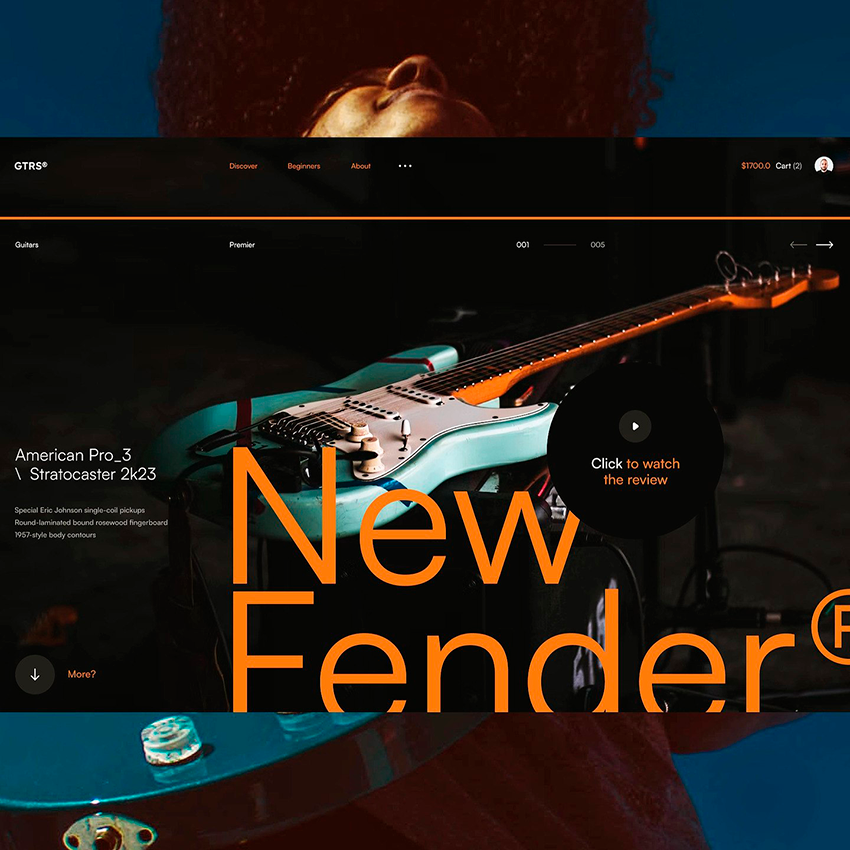 GTRS®
Discover
Beginners
About
$1700.0 Cart (2)
Guitars
Premier
001
005
American Pro_3
\ Stratocaster 2k23
Special Eric Johnson single-coil pickups
Round-laminated bound rosewood fingerboard
1957-style body contours
Click to watch
the review
New
Fender®
More?